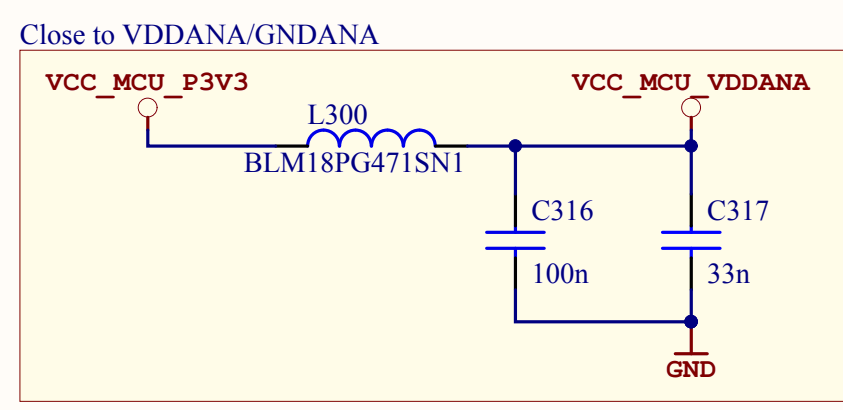 Close to VDDANA/GNDANA
VCC_MCU_P3V3
VCC_MCU_VDDANA
L300
BLM18PG471SN1
C316
C317
100n
33n
GND